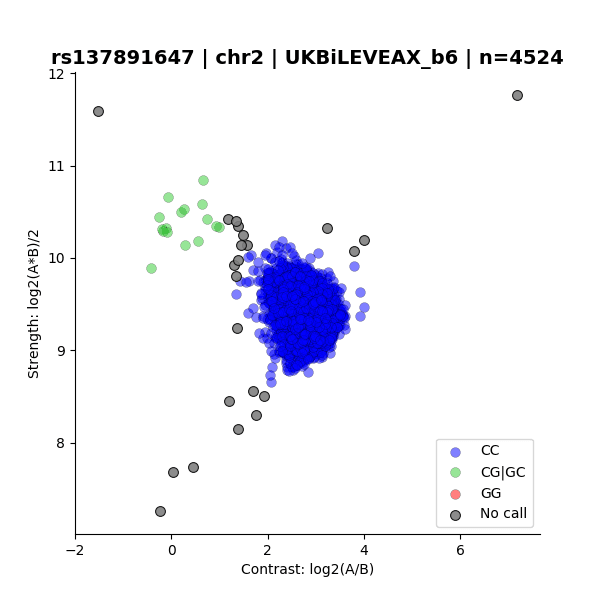 rs137891647 | chr2 | UKBiLEVEAX_b6 | n=4524
12
11
10
9
8
Strength: log2(A*B)/2
−2
0
2
4
6
Contrast: log2(A/B)
CC
CG|GC
GG
No call